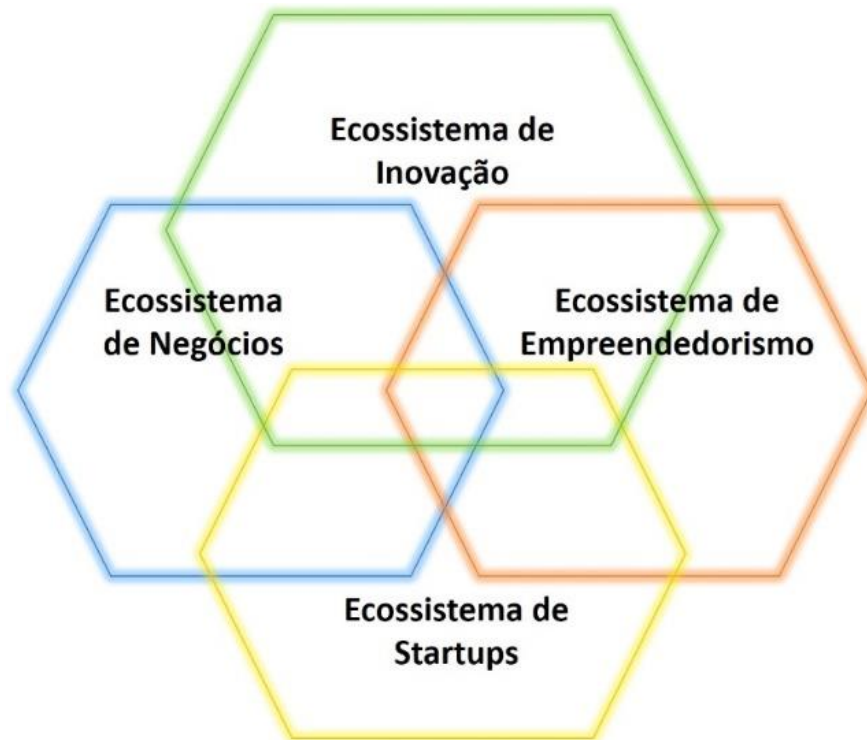 Ecossistema de
Inovação
Ecossistema
de Negócios
Ecossistema de
Empreendedorismo
Ecossistema de
Startups